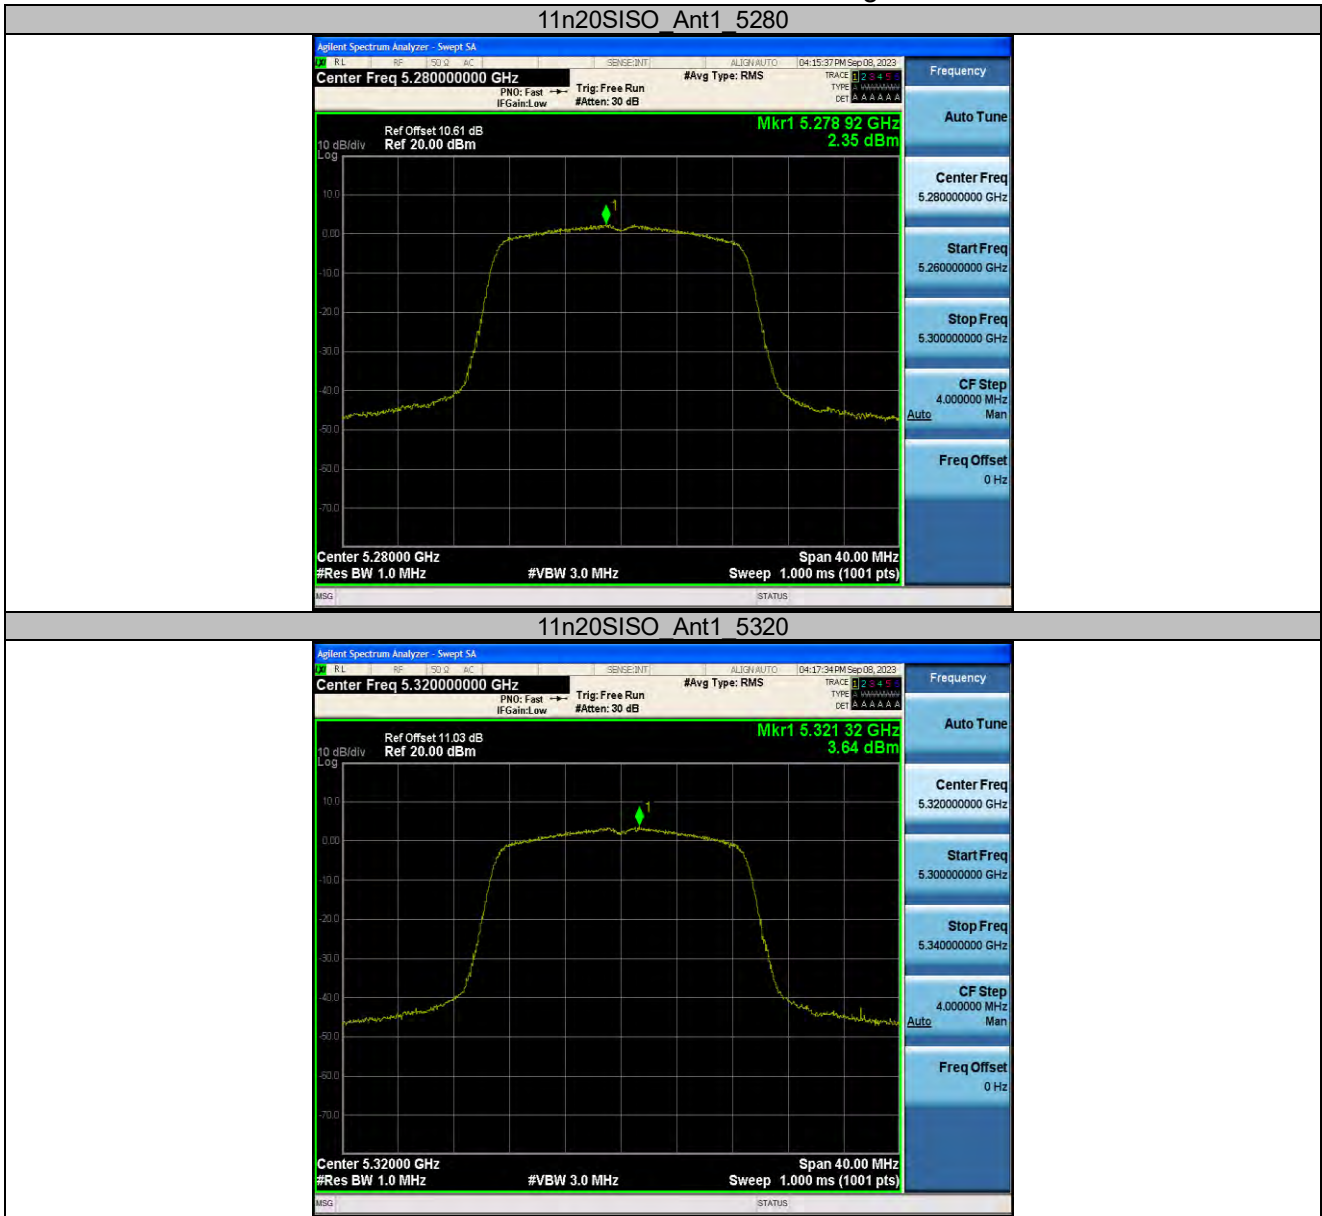 11n20SISO_Ant1_5280
Agilent Spectrum Analyzer - Swept SA
RL RF 50 Ω AC SENSE:INT ALIGN AUTO 04:15:37 PM Sep 08, 2023
Center Freq 5.280000000 GHz #Avg Type: RMS TRACE 1 2 3 4 5 6
PNO: Fast Trig: Free Run TYPE
IFGain:Low #Atten: 30 dB DET A A A A A A
Frequency
Mkr1 5.278 92 GHz
2.35 dBm
Ref Offset 10.61 dB
10 dB/div Ref 20.00 dBm
Log
1
10.0
0.00
-10.0
-20.0
-30.0
-40.0
-50.0
-60.0
-70.0
Center 5.28000 GHz Span 40.00 MHz
#Res BW 1.0 MHz #VBW 3.0 MHz Sweep 1.000 ms (1001 pts)
MSG STATUS
Auto Tune
Center Freq
5.280000000 GHz
Start Freq
5.260000000 GHz
Stop Freq
5.300000000 GHz
CF Step
4.000000 MHz
Auto Man
Freq Offset
0 Hz
11n20SISO_Ant1_5320
Agilent Spectrum Analyzer - Swept SA
RL RF 50 Ω AC SENSE:INT ALIGN AUTO 04:17:34 PM Sep 08, 2023
Center Freq 5.320000000 GHz #Avg Type: RMS TRACE 1 2 3 4 5 6
PNO: Fast Trig: Free Run TYPE
IFGain:Low #Atten: 30 dB DET A A A A A A
Frequency
Mkr1 5.321 32 GHz
3.64 dBm
Ref Offset 11.03 dB
10 dB/div Ref 20.00 dBm
Log
1
10.0
0.00
-10.0
-20.0
-30.0
-40.0
-50.0
-60.0
-70.0
Center 5.32000 GHz Span 40.00 MHz
#Res BW 1.0 MHz #VBW 3.0 MHz Sweep 1.000 ms (1001 pts)
MSG STATUS
Auto Tune
Center Freq
5.320000000 GHz
Start Freq
5.300000000 GHz
Stop Freq
5.340000000 GHz
CF Step
4.000000 MHz
Auto Man
Freq Offset
0 Hz